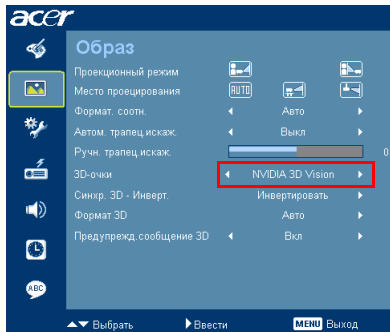 acer
Образ
Проекционный режим
Место проецирования AUTO
Формат. соотн. Авто
Автом. трапец.искаж. Выкл
Ручн. трапец.искаж. 0
3D-очки NVIDIA 3D Vision
Синхр. 3D - Инверт. Инвертировать
Формат 3D Авто
Предупрежд.сообщение 3D Вкл
ABC
Выбрать Ввести MENU Выход